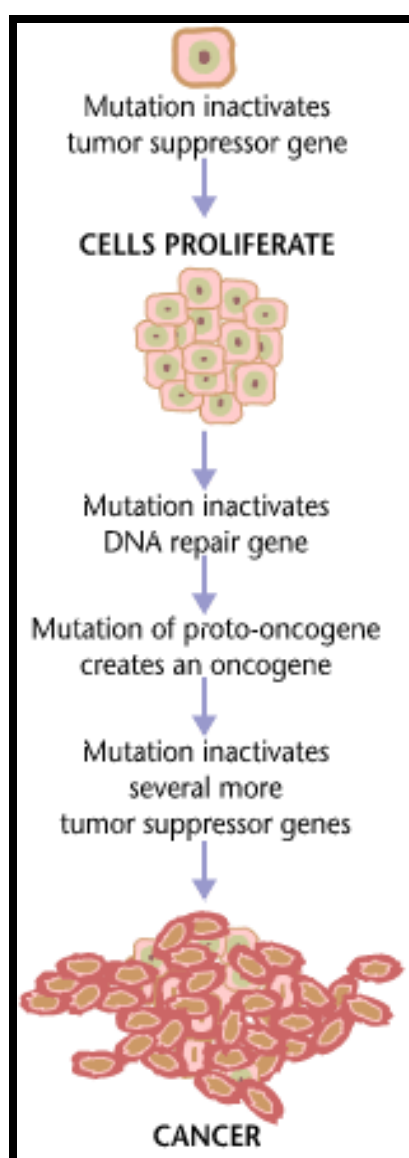 Mutation inactivates
tumor suppressor gene
CELLS PROLIFERATE
Mutation inactivates
DNA repair gene
Mutation of proto-oncogene
creates an oncogene
Mutation inactivates
several more
tumor suppressor genes
CANCER